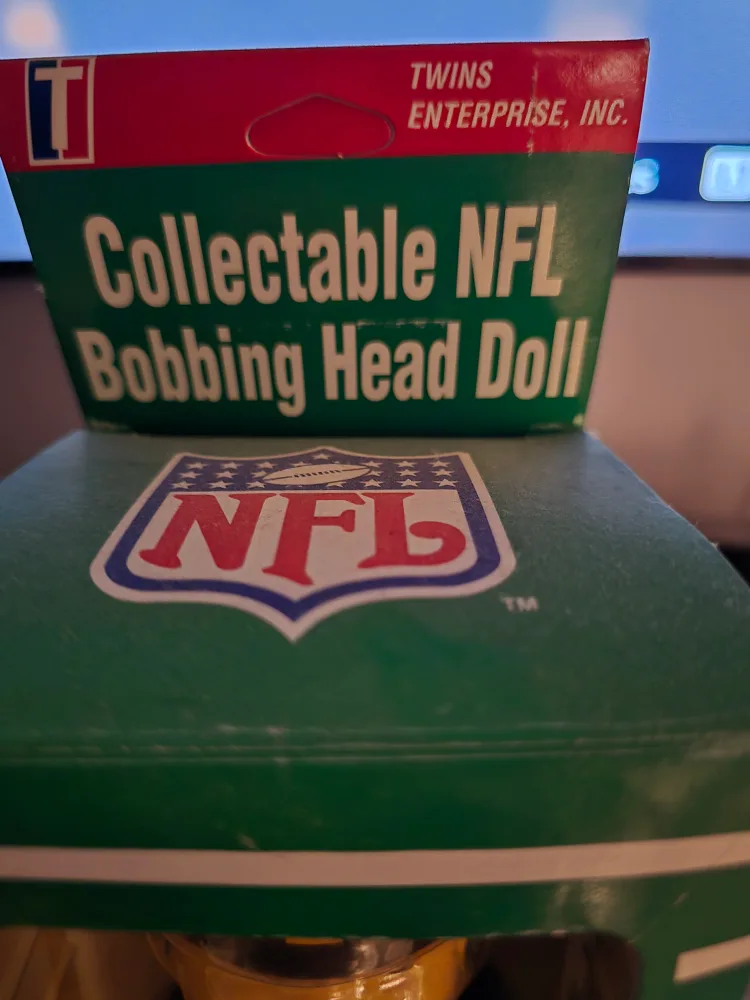 T
TWINS
ENTERPRISE, INC.
Collectable NFL
Bobbing Head Doll
NFL
TM